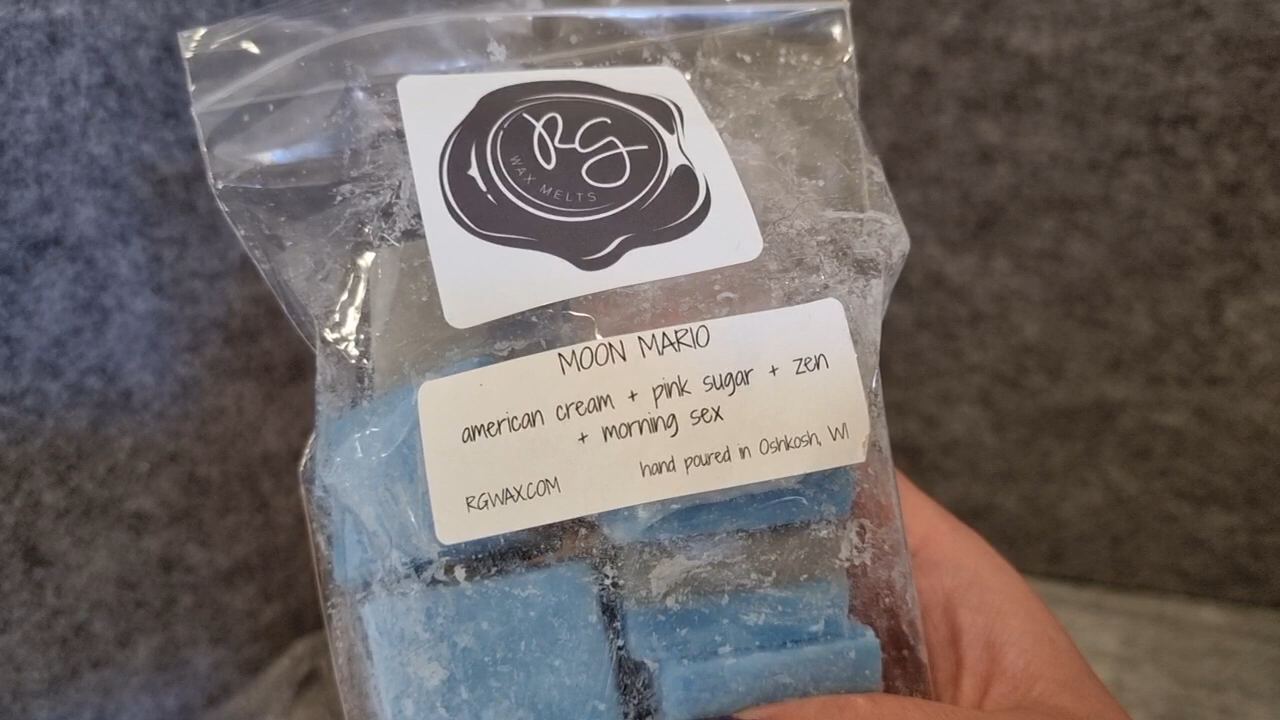 RG
WAX MELTS
MOON MARIO
american cream + pink sugar + zen
+ morning sex
hand poured in Oshkosh, WI
RGWAX.COM